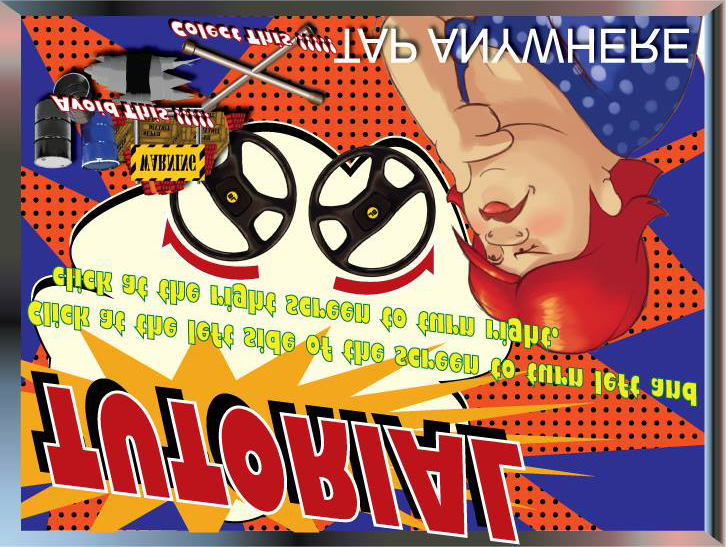 TUTORIAL
Click at the left side of the screen to turn left and
click at the right screen to turn right.
Avoid This !!!!!
WARNING
Colect This !!!!!
TAP ANYWHERE